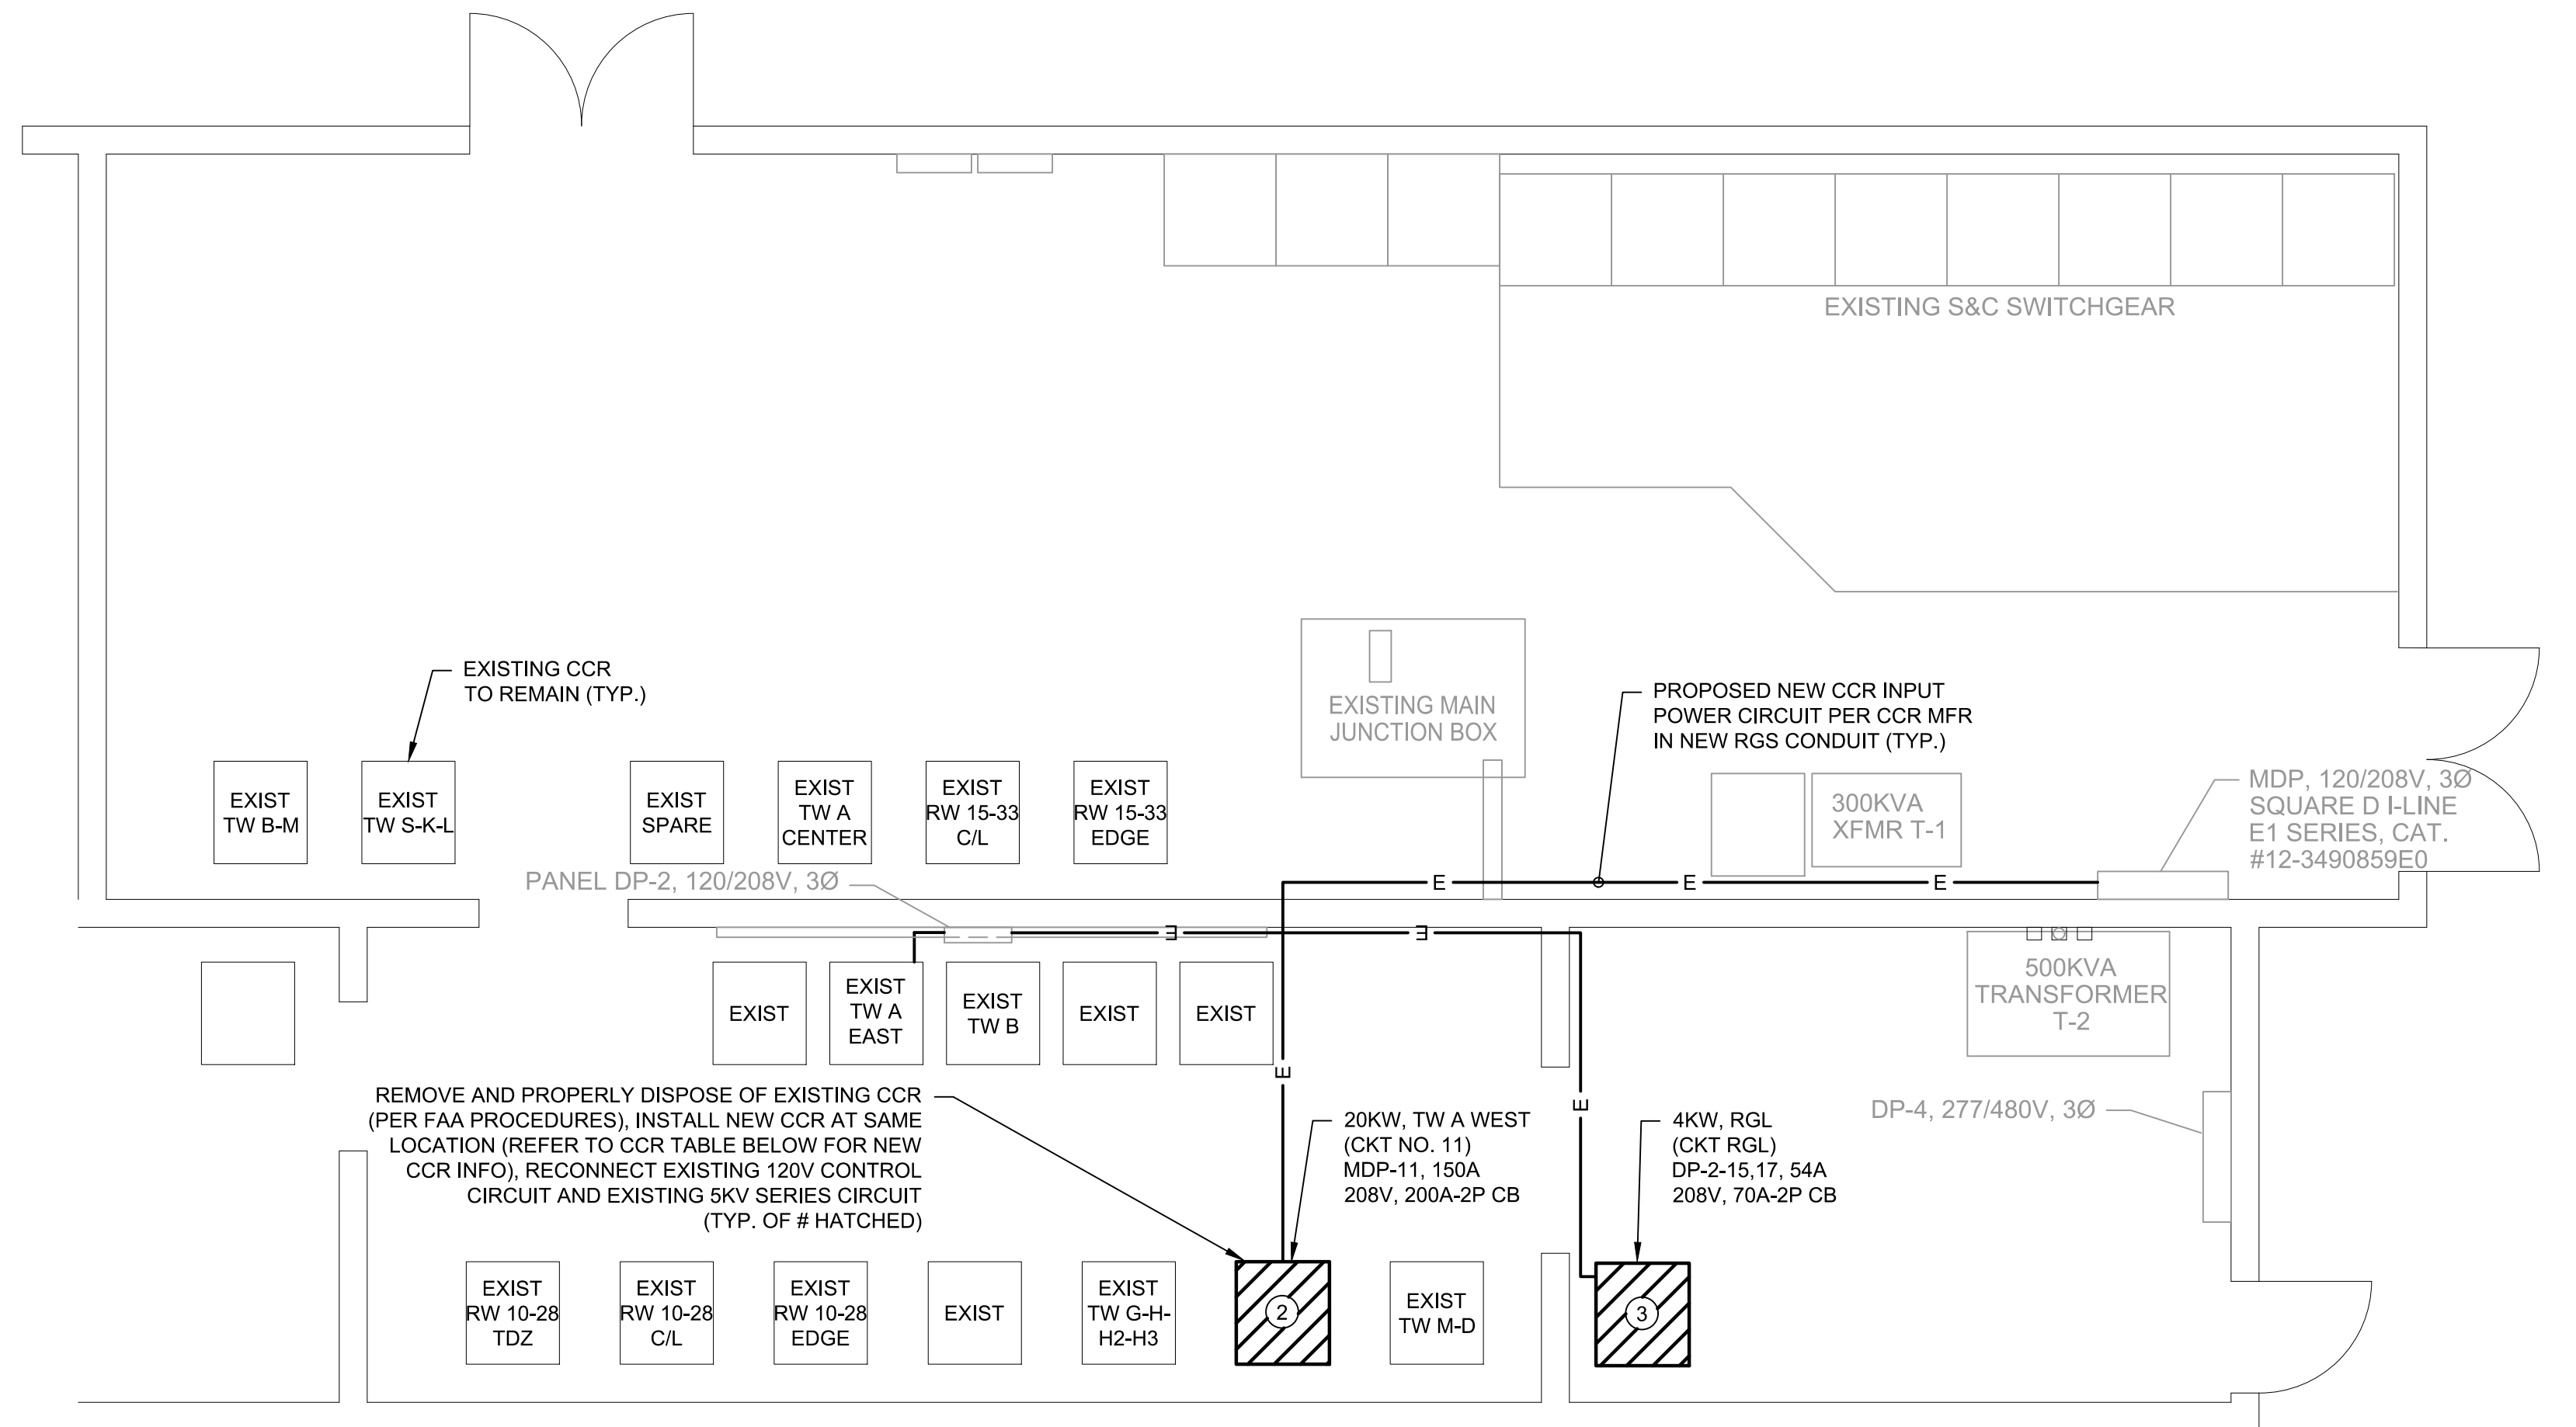 EXISTING S&C SWITCHGEAR
EXISTING CCR
TO REMAIN (TYP.)
EXISTING MAIN
JUNCTION BOX
PROPOSED NEW CCR INPUT
POWER CIRCUIT PER CCR MFR
IN NEW RGS CONDUIT (TYP.)
300KVA
XFMR T-1
MDP, 120/208V, 3Ø
SQUARE D I-LINE
E1 SERIES, CAT.
#12-3490859E0
EXIST
TW B-M
EXIST
TW S-K-L
EXIST
SPARE
EXIST
TW A
CENTER
EXIST
RW 15-33
C/L
EXIST
RW 15-33
EDGE
PANEL DP-2, 120/208V, 3Ø
E
E
E
E
E
E
E
EXIST
EXIST
TW A
EAST
EXIST
TW B
EXIST
EXIST
500KVA
TRANSFORMER
T-2
DP-4, 277/480V, 3Ø
REMOVE AND PROPERLY DISPOSE OF EXISTING CCR
(PER FAA PROCEDURES), INSTALL NEW CCR AT SAME
LOCATION (REFER TO CCR TABLE BELOW FOR NEW
CCR INFO), RECONNECT EXISTING 120V CONTROL
CIRCUIT AND EXISTING 5KV SERIES CIRCUIT
(TYP. OF # HATCHED)
20KW, TW A WEST
(CKT NO. 11)
MDP-11, 150A
208V, 200A-2P CB
4KW, RGL
(CKT RGL)
DP-2-15,17, 54A
208V, 70A-2P CB
EXIST
RW 10-28
TDZ
EXIST
RW 10-28
C/L
EXIST
RW 10-28
EDGE
EXIST
EXIST
TW G-H-
H2-H3
2
EXIST
TW M-D
3